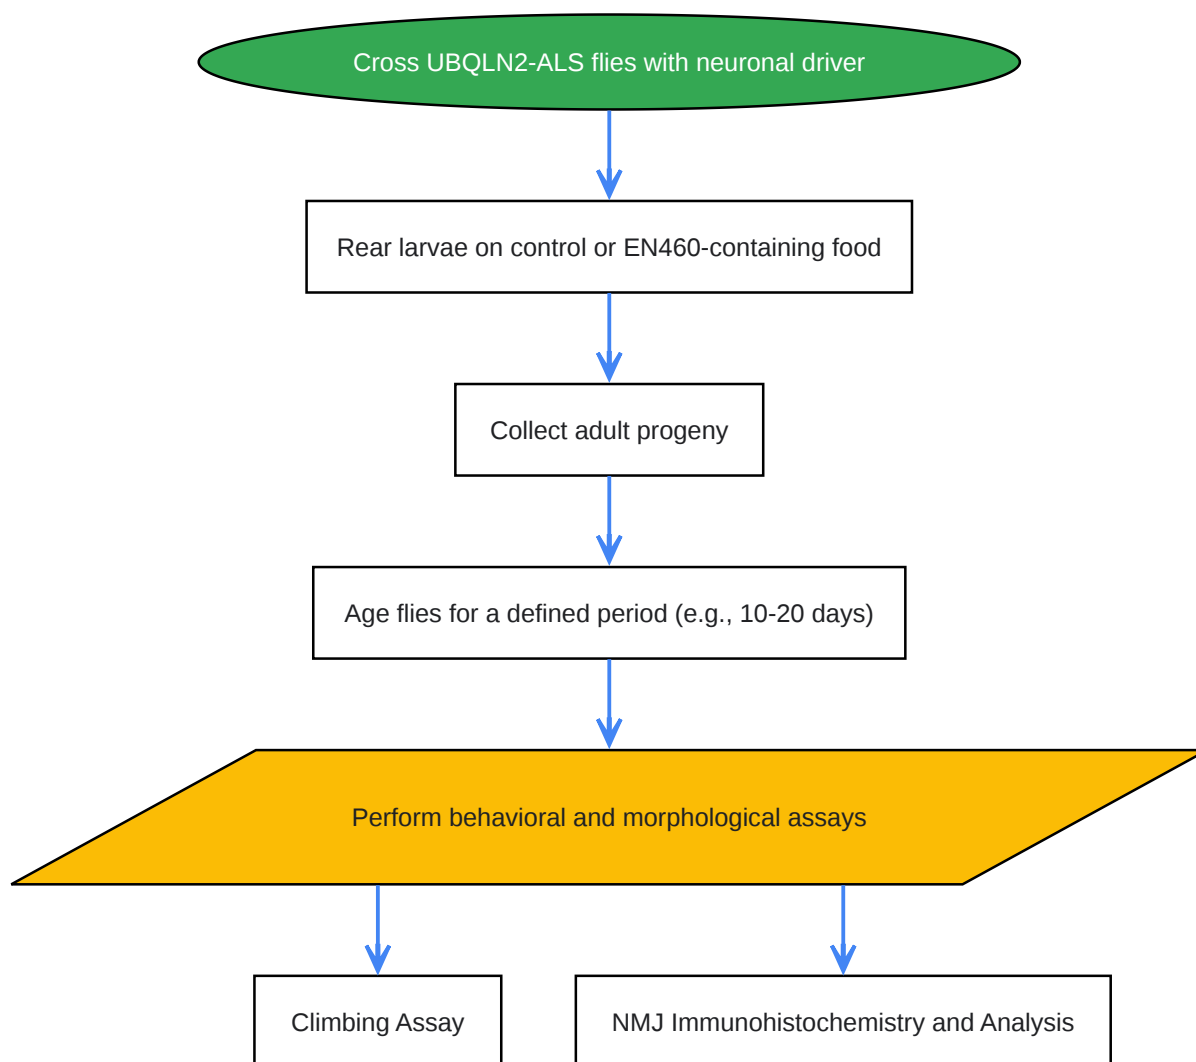 Cross UBQLN2-ALS flies with neuronal driver
Rear larvae on control or EN460-containing food
Collect adult progeny
Age flies for a defined period (e.g., 10-20 days)
Perform behavioral and morphological assays
Climbing Assay
NMJ Immunohistochemistry and Analysis